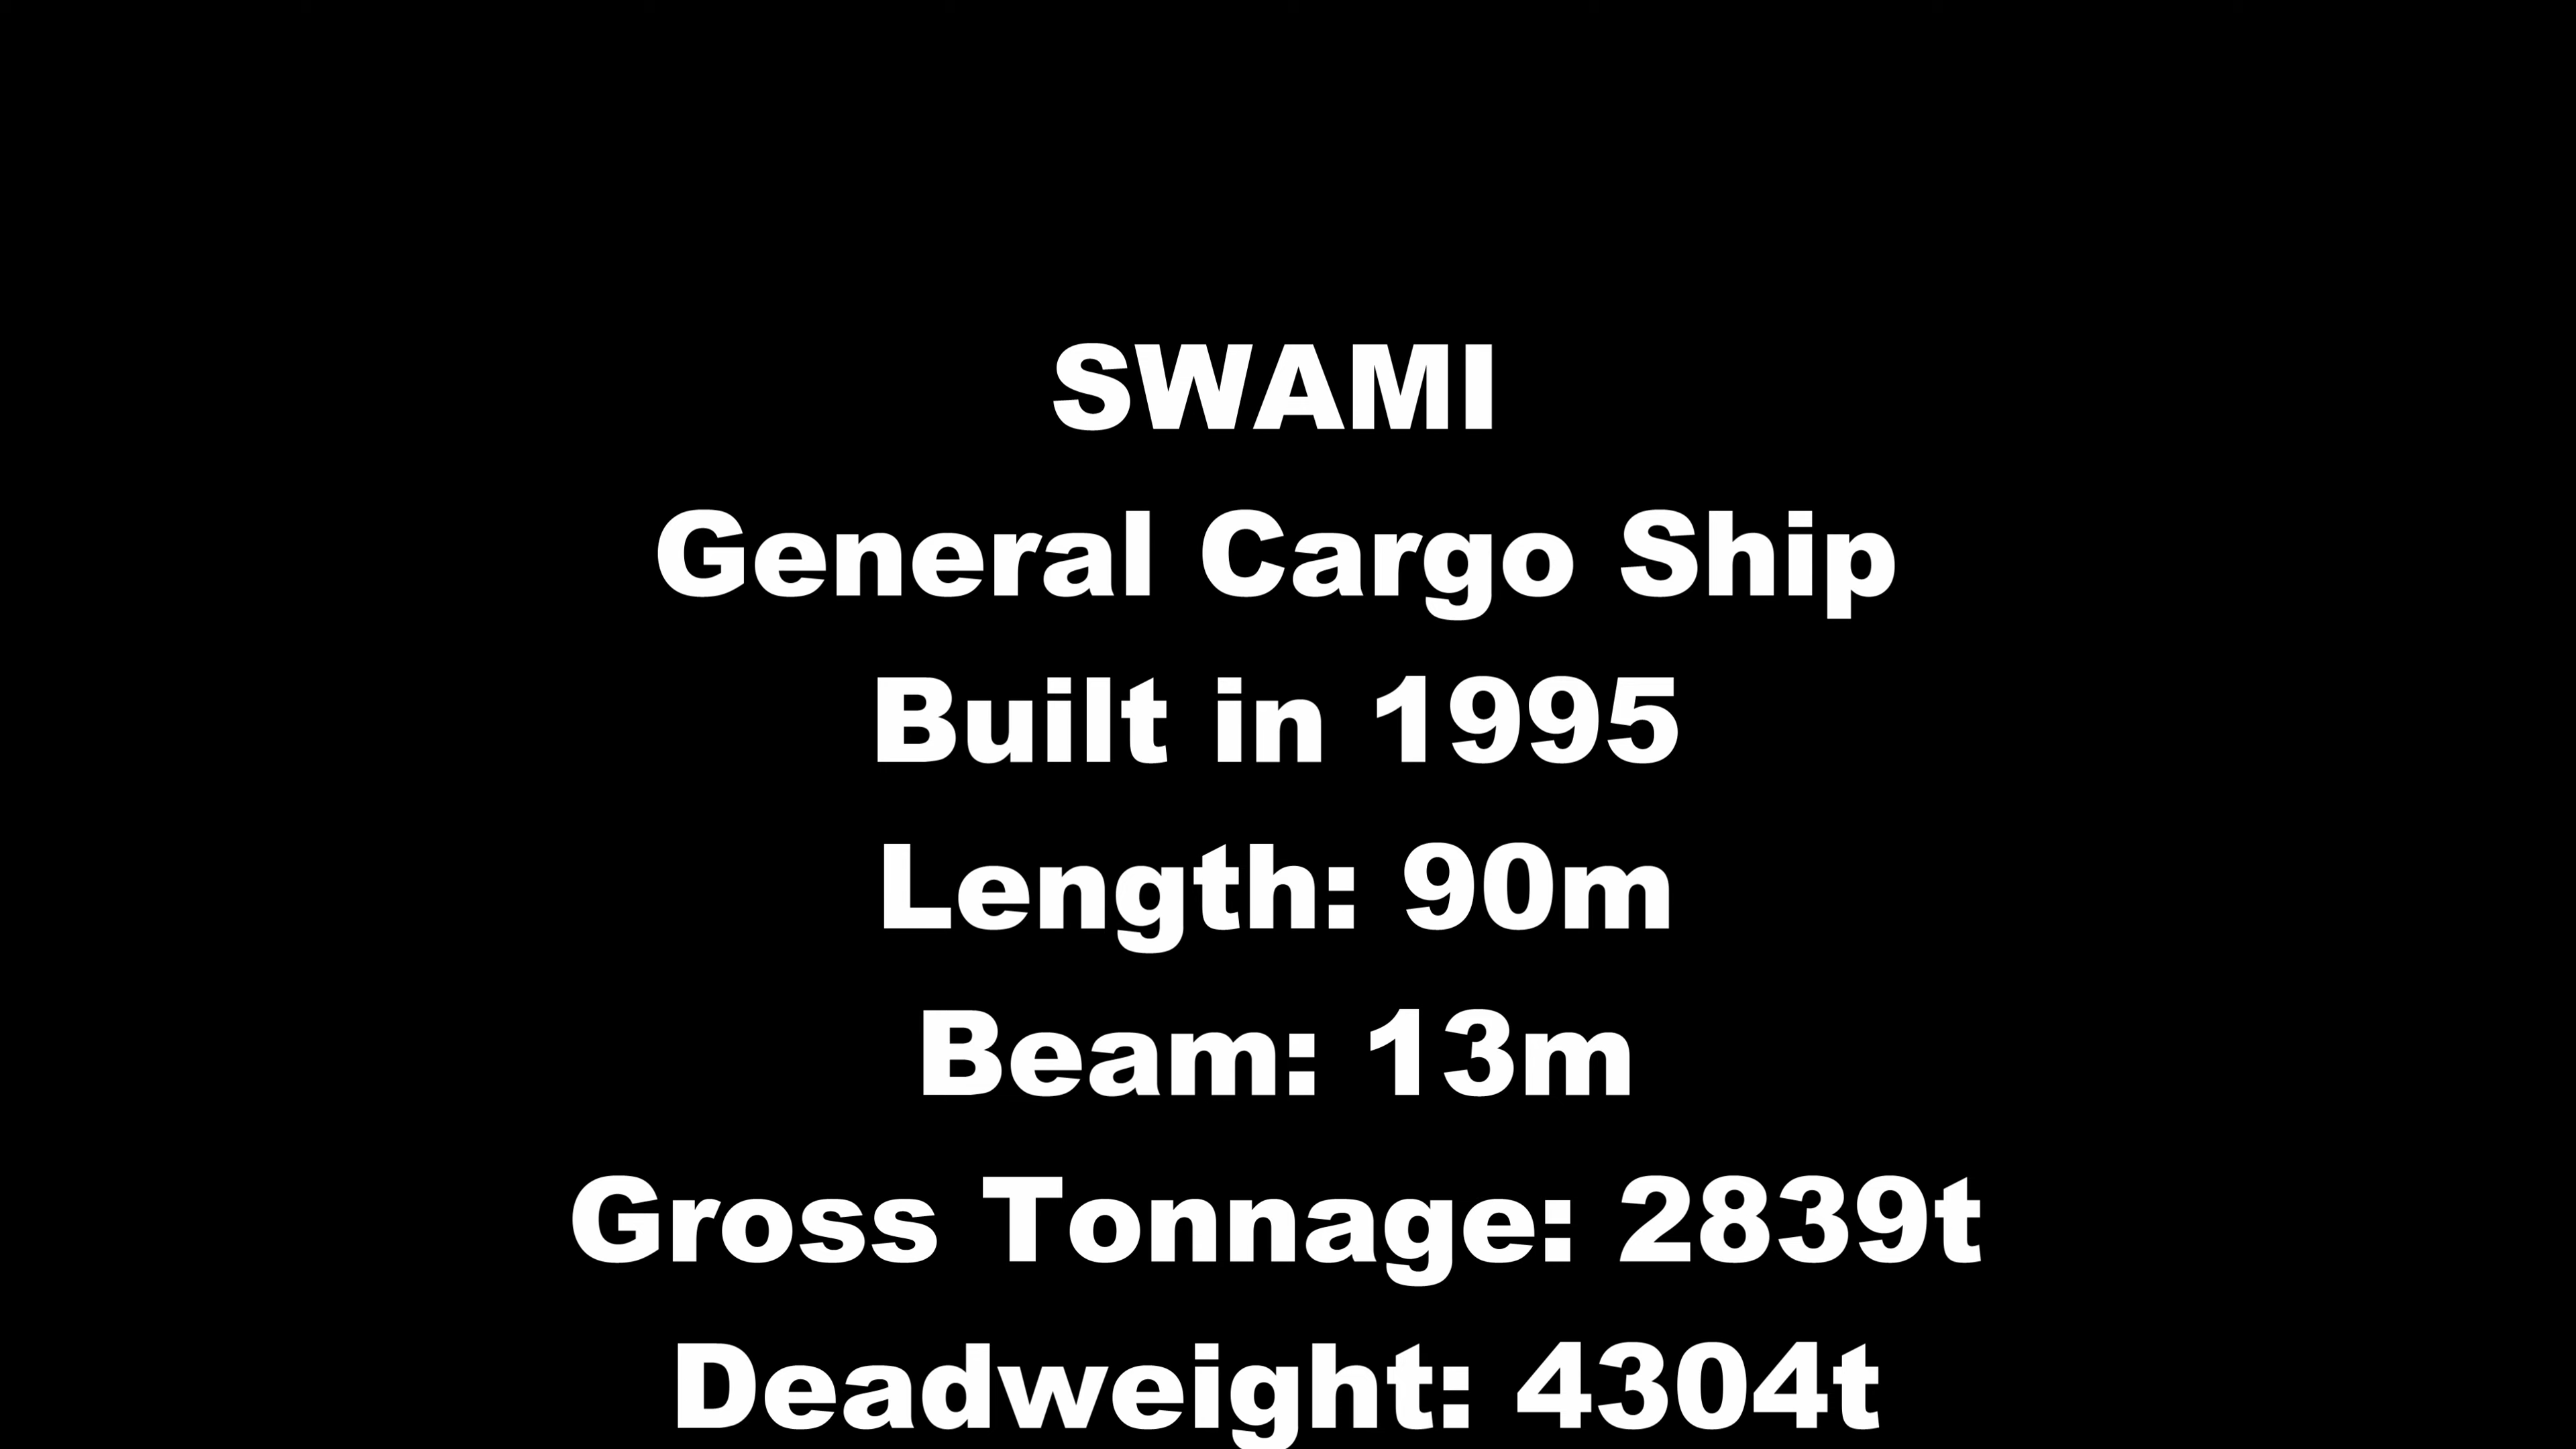 SWAMI
General Cargo Ship
Built in 1995
Length: 90m
Beam: 13m
Gross Tonnage: 2839t
Deadweight: 4304t